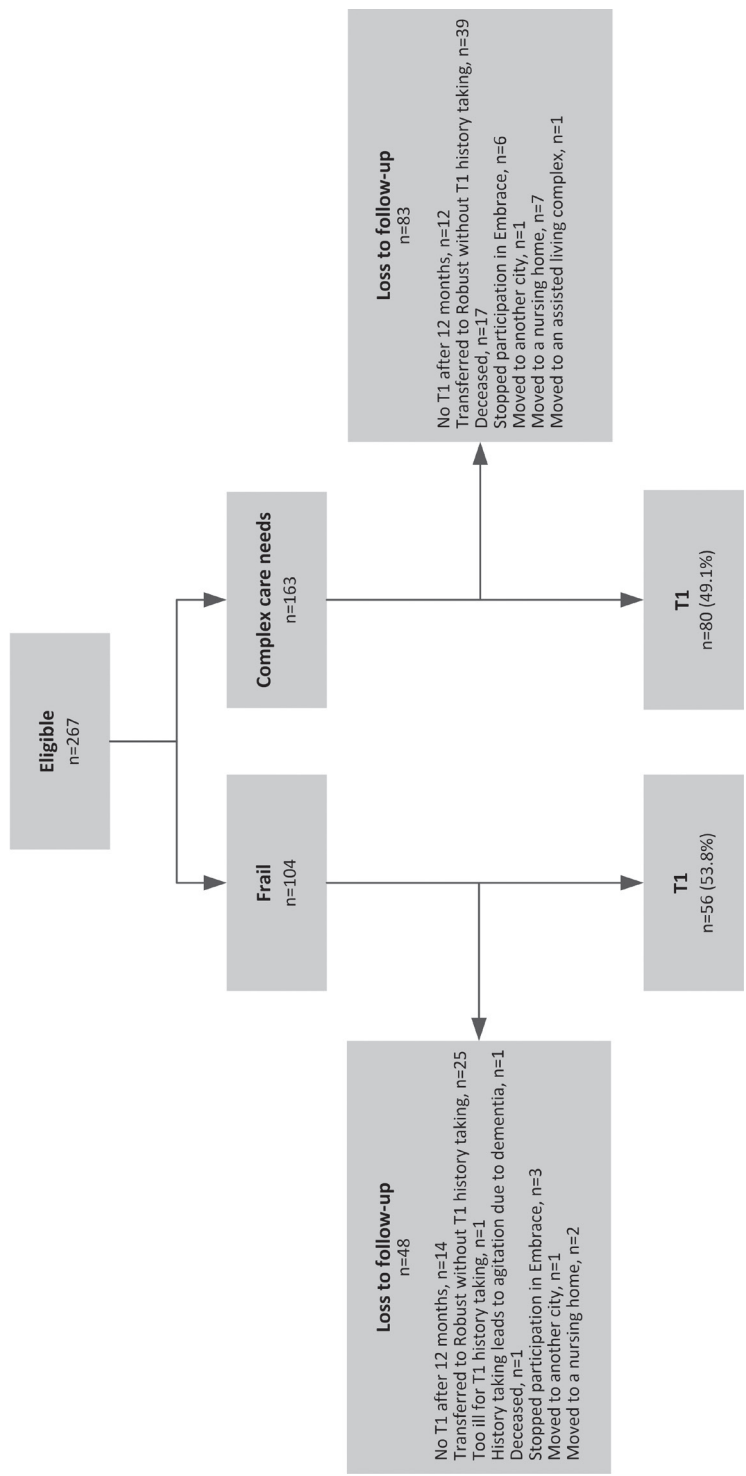 Eligible
n=267
Frail
n=104
Complex care needs
n=163
Loss to follow-up
n=48
No T1 after 12 months, n=14
Transferred to Robust without T1 history taking, n=25
Too ill for T1 history taking, n=1
History taking leads to agitation due to dementia, n=1
Deceased, n=1
Stopped participation in Embrace, n=3
Moved to another city, n=1
Moved to a nursing home, n=2
Loss to follow-up
n=83
No T1 after 12 months, n=12
Transferred to Robust without T1 history taking, n=39
Deceased, n=17
Stopped participation in Embrace, n=6
Moved to another city, n=1
Moved to a nursing home, n=7
Moved to an assisted living complex, n=1
T1
n=56 (53.8%)
T1
n=80 (49.1%)